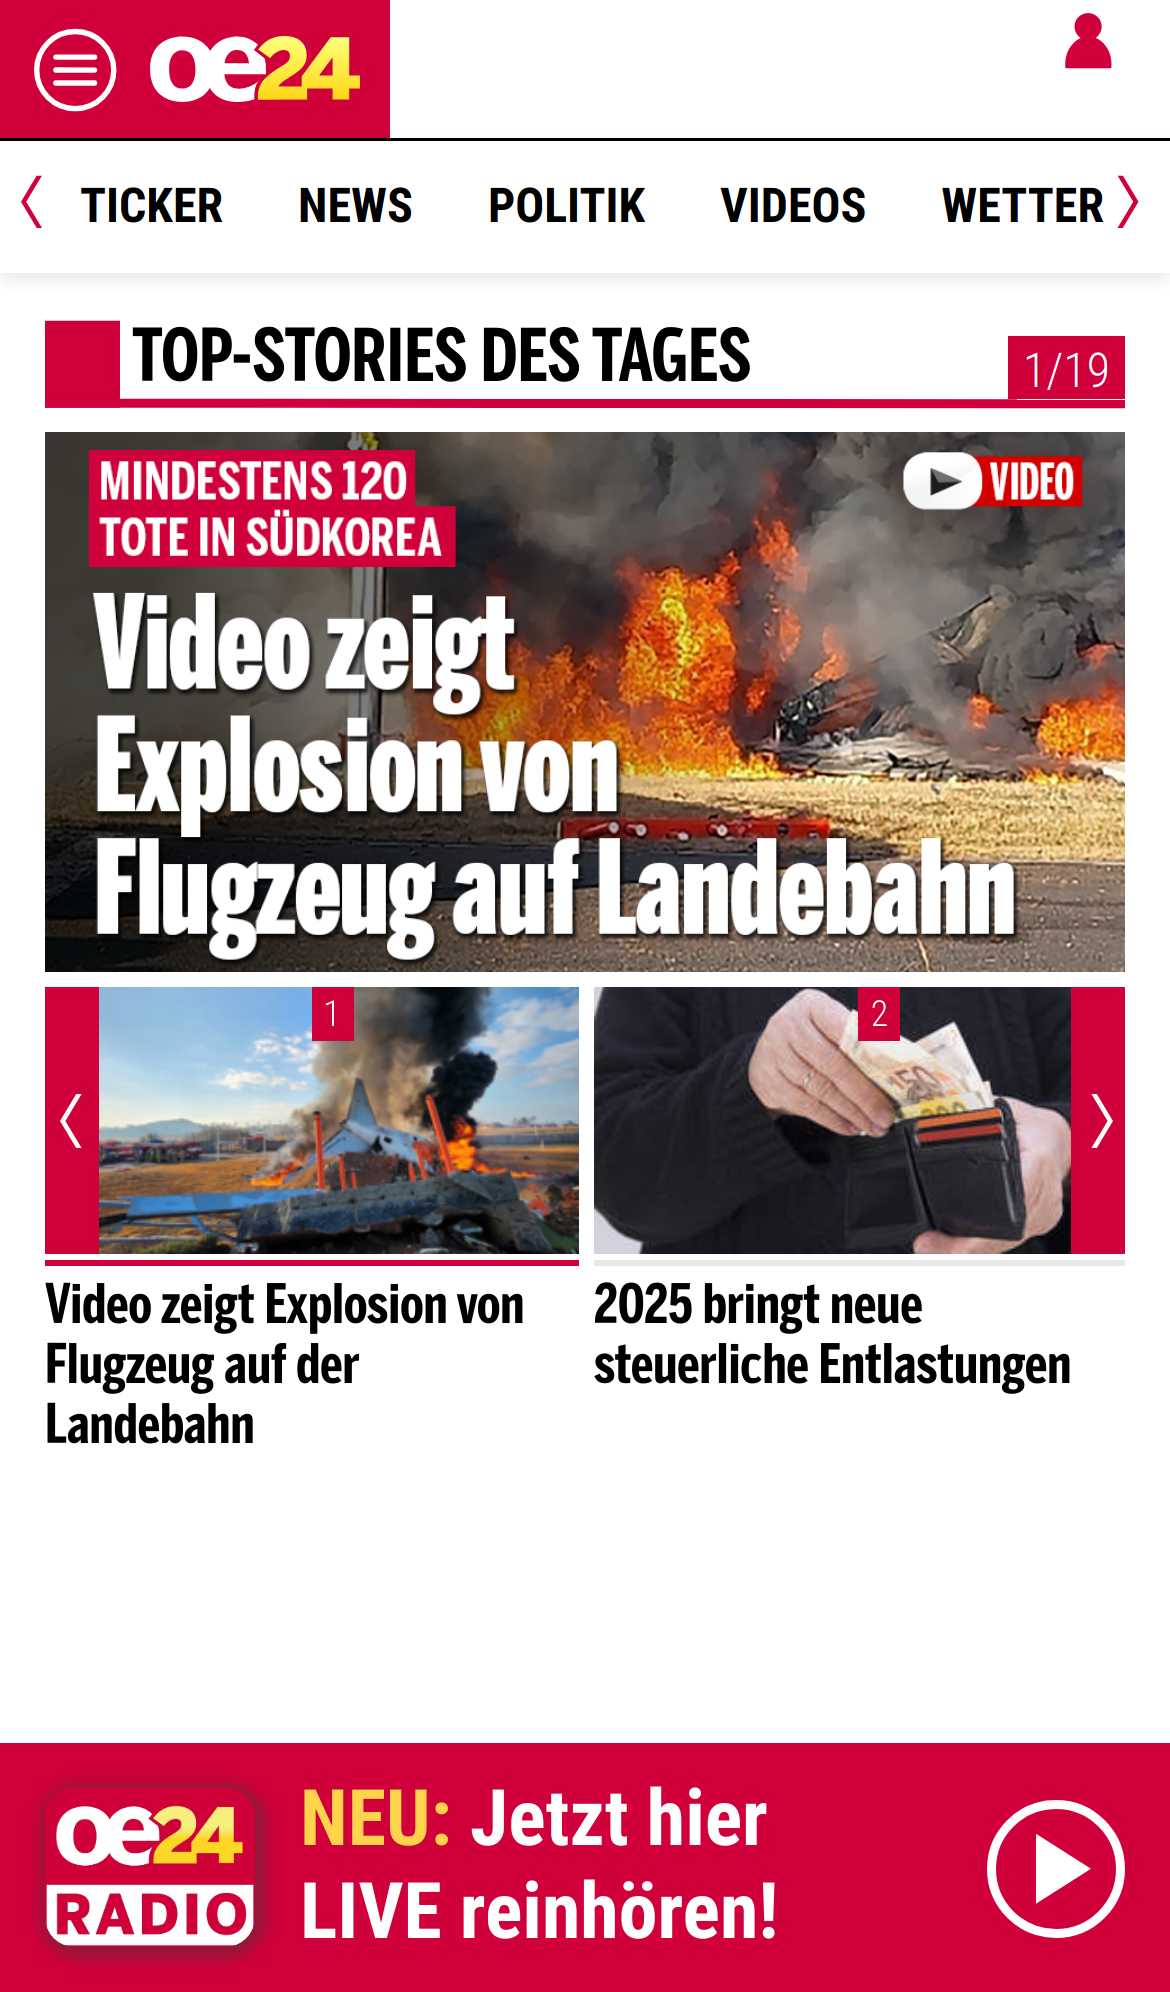 oe24
TICKER NEWS POLITIK VIDEOS WETTER
TOP-STORIES DES TAGES
1/19
MINDESTENS 120
TOTE IN SÜDKOREA
VIDEO
Video zeigt
Explosion von
Flugzeug auf Landebahn
1
Video zeigt Explosion von
Flugzeug auf der
Landebahn
2
2025 bringt neue
steuerliche Entlastungen
oe24
RADIO
NEU: Jetzt hier
LIVE reinhören!